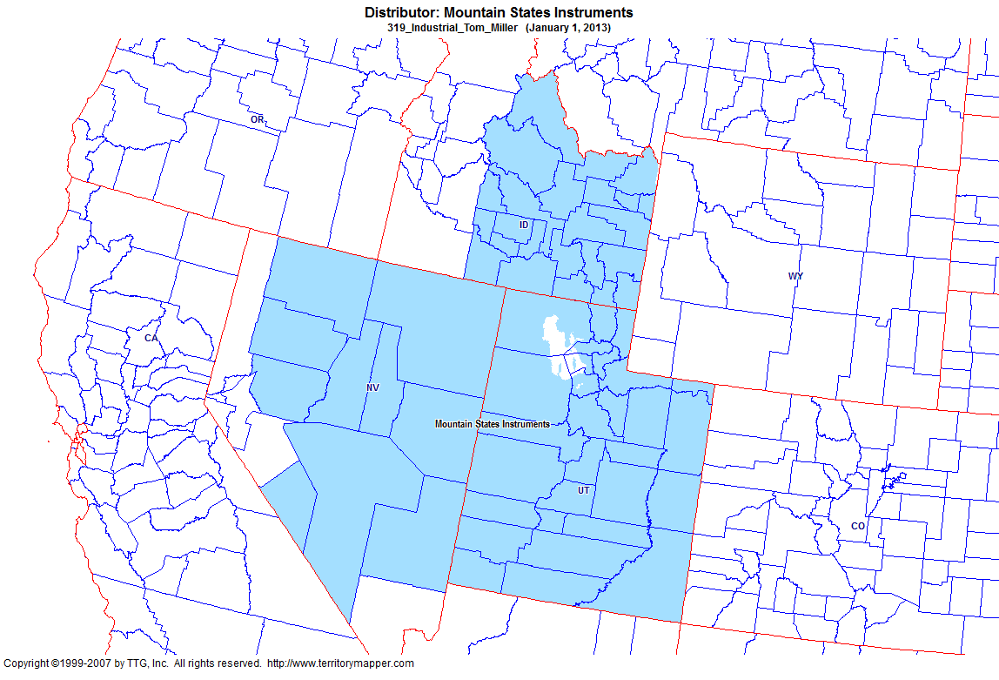 Distributor: Mountain States Instruments
319_Industrial_Tom_Miller (January 1, 2013)
OR
ID
WY
CA
NV
Mountain States Instruments
UT
CO
Copyright ©1999-2007 by TTG, Inc. All rights reserved. http://www.territorymapper.com